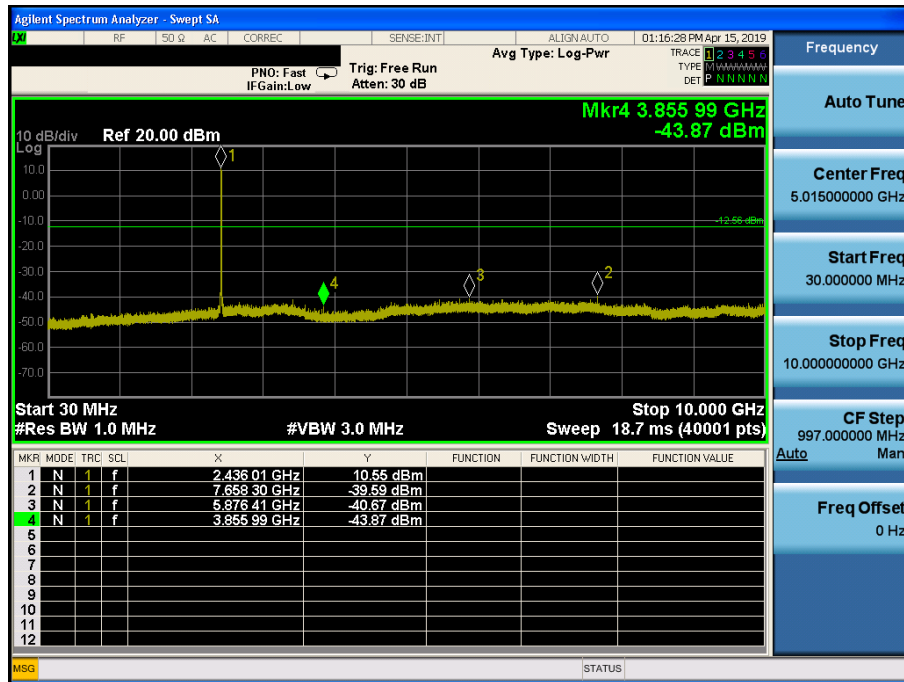 Agilent Spectrum Analyzer - Swept SA
LXI RF 50 Ω AC CORREC SENSE:INT ALIGN AUTO 01:16:28 PM Apr 15, 2019
Frequency
Avg Type: Log-Pwr
TRACE 1 2 3 4 5 6
PNO: Fast Trig: Free Run
TYPE M W W W W W
IFGain:Low Atten: 30 dB
DET P N N N N N
Auto Tune
Mkr4 3.855 99 GHz
-43.87 dBm
10 dB/div Ref 20.00 dBm
Log
1
10.0
0.00
-10.0
-12.56 dBm
-20.0
-30.0
4 3 2
-40.0
-50.0
-60.0
-70.0
Start 30 MHz Stop 10.000 GHz
#Res BW 1.0 MHz #VBW 3.0 MHz Sweep 18.7 ms (40001 pts)
Center Freq
5.015000000 GHz
Start Freq
30.000000 MHz
Stop Freq
10.000000000 GHz
CF Step
997.000000 MHz
Auto Man
Freq Offset
0 Hz
MKR MODE TRC SCL X Y FUNCTION FUNCTION WIDTH FUNCTION VALUE
1 N 1 f 2.436 01 GHz 10.55 dBm
2 N 1 f 7.658 30 GHz -39.59 dBm
3 N 1 f 5.876 41 GHz -40.67 dBm
4 N 1 f 3.855 99 GHz -43.87 dBm
5
6
7
8
9
10
11
12
MSG STATUS